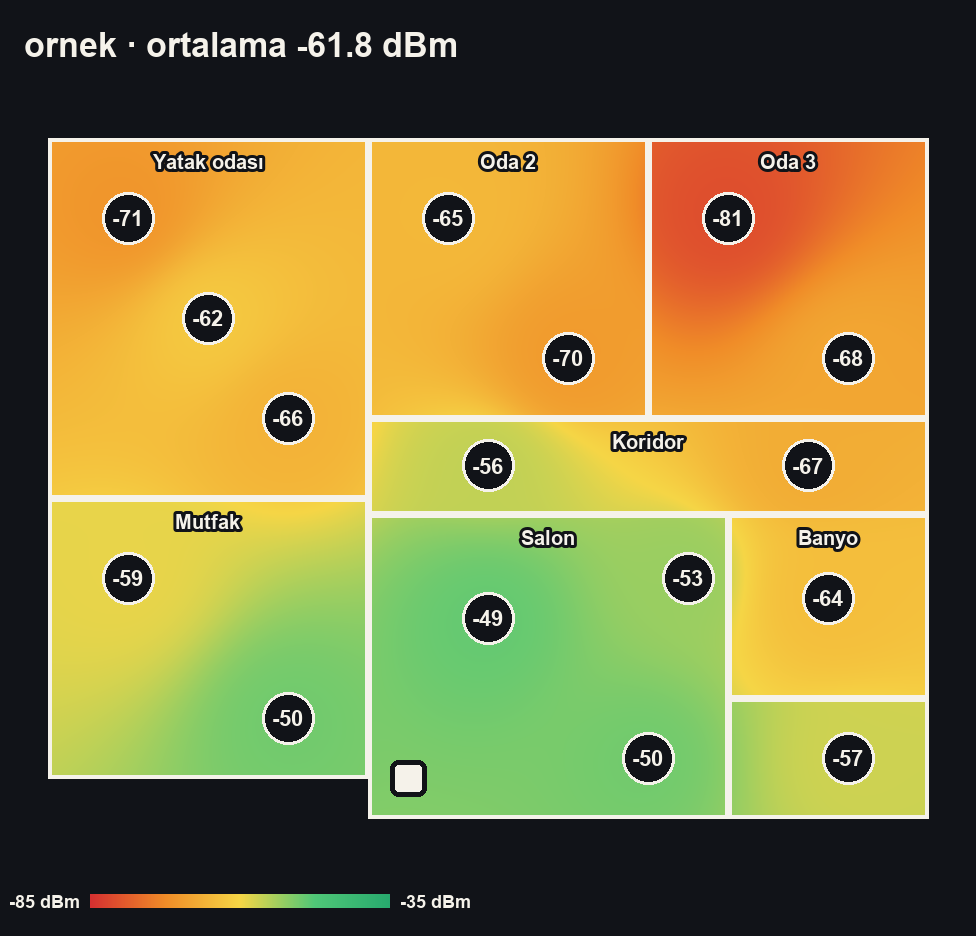 ornek · ortalama -61.8 dBm
Yatak odası
Oda 2
Oda 3
-71
-65
-81
-62
-70
-68
-66
Koridor
-56
-67
Mutfak
Salon
Banyo
-59
-53
-64
-49
-50
-50
-57
-85 dBm
-35 dBm